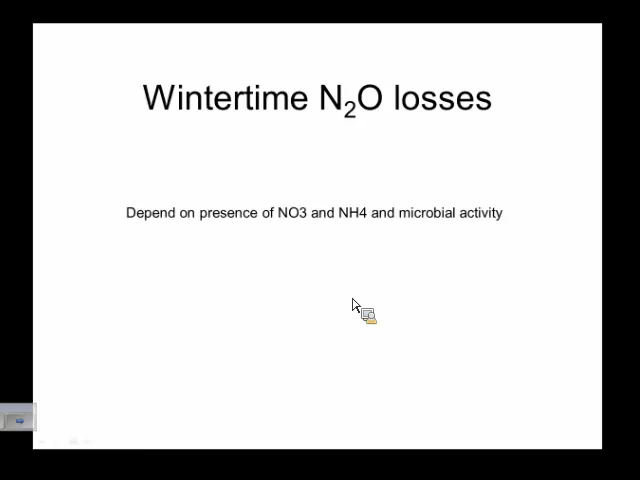 Wintertime N₂O losses
Depend on presence of NO3 and NH4 and microbial activity